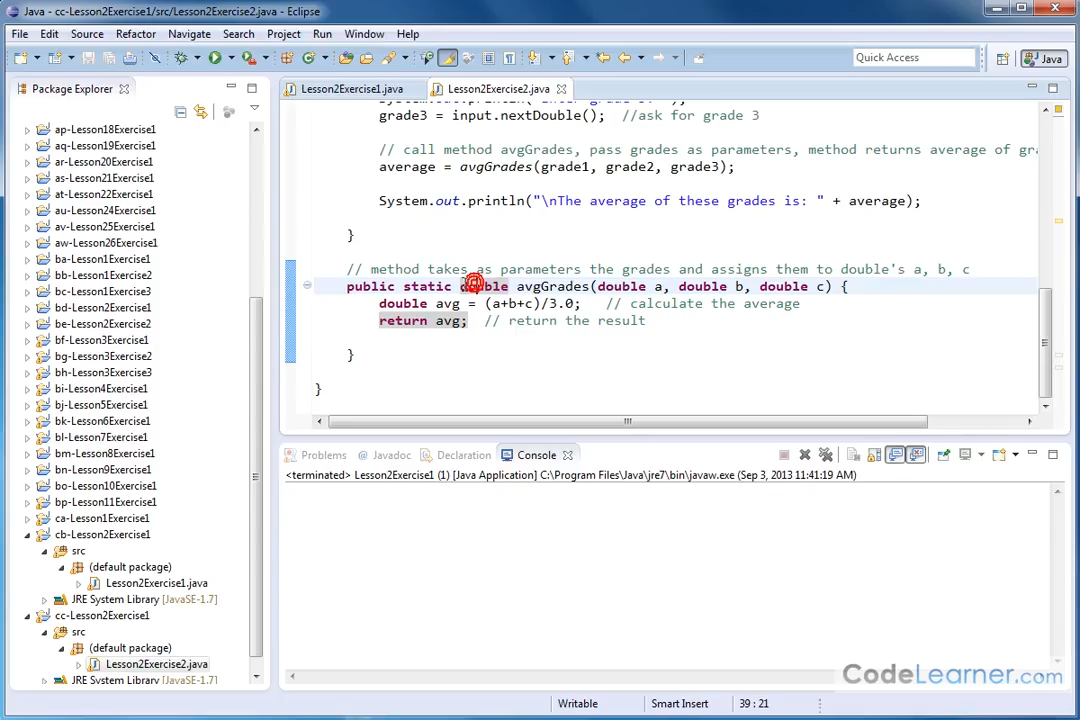 Java - cc-Lesson2Exercise1/src/Lesson2Exercise2.java - Eclipse
File Edit Source Refactor Navigate Search Project Run Window Help
Quick Access
Java
Package Explorer
Lesson2Exercise1.java
Lesson2Exercise2.java
ap-Lesson18Exercise1
aq-Lesson19Exercise1
ar-Lesson20Exercise1
as-Lesson21Exercise1
at-Lesson22Exercise1
au-Lesson24Exercise1
av-Lesson25Exercise1
aw-Lesson26Exercise1
ba-Lesson1Exercise1
bb-Lesson1Exercise2
bc-Lesson1Exercise3
bd-Lesson2Exercise1
be-Lesson2Exercise2
bf-Lesson3Exercise1
bg-Lesson3Exercise2
bh-Lesson3Exercise3
bi-Lesson4Exercise1
bj-Lesson5Exercise1
bk-Lesson6Exercise1
bl-Lesson7Exercise1
bm-Lesson8Exercise1
bn-Lesson9Exercise1
bo-Lesson10Exercise1
bp-Lesson11Exercise1
ca-Lesson1Exercise1
cb-Lesson2Exercise1
src
(default package)
Lesson2Exercise1.java
JRE System Library [JavaSE-1.7]
cc-Lesson2Exercise1
src
(default package)
Lesson2Exercise2.java
JRE System Library [JavaSE-1.7]
grade3 = input.nextDouble(); //ask for grade 3
// call method avgGrades, pass grades as parameters, method returns average of gra
average = avgGrades(grade1, grade2, grade3);
System.out.println("\nThe average of these grades is: " + average);
}
// method takes as parameters the grades and assigns them to double's a, b, c
public static double avgGrades(double a, double b, double c) {
double avg = (a+b+c)/3.0; // calculate the average
return avg; // return the result
}
}
Problems @ Javadoc Declaration Console
<terminated> Lesson2Exercise1 (1) [Java Application] C:\Program Files\Java\jre7\bin\javaw.exe (Sep 3, 2013 11:41:19 AM)
CodeLearner.com
Writable Smart Insert 39 : 21